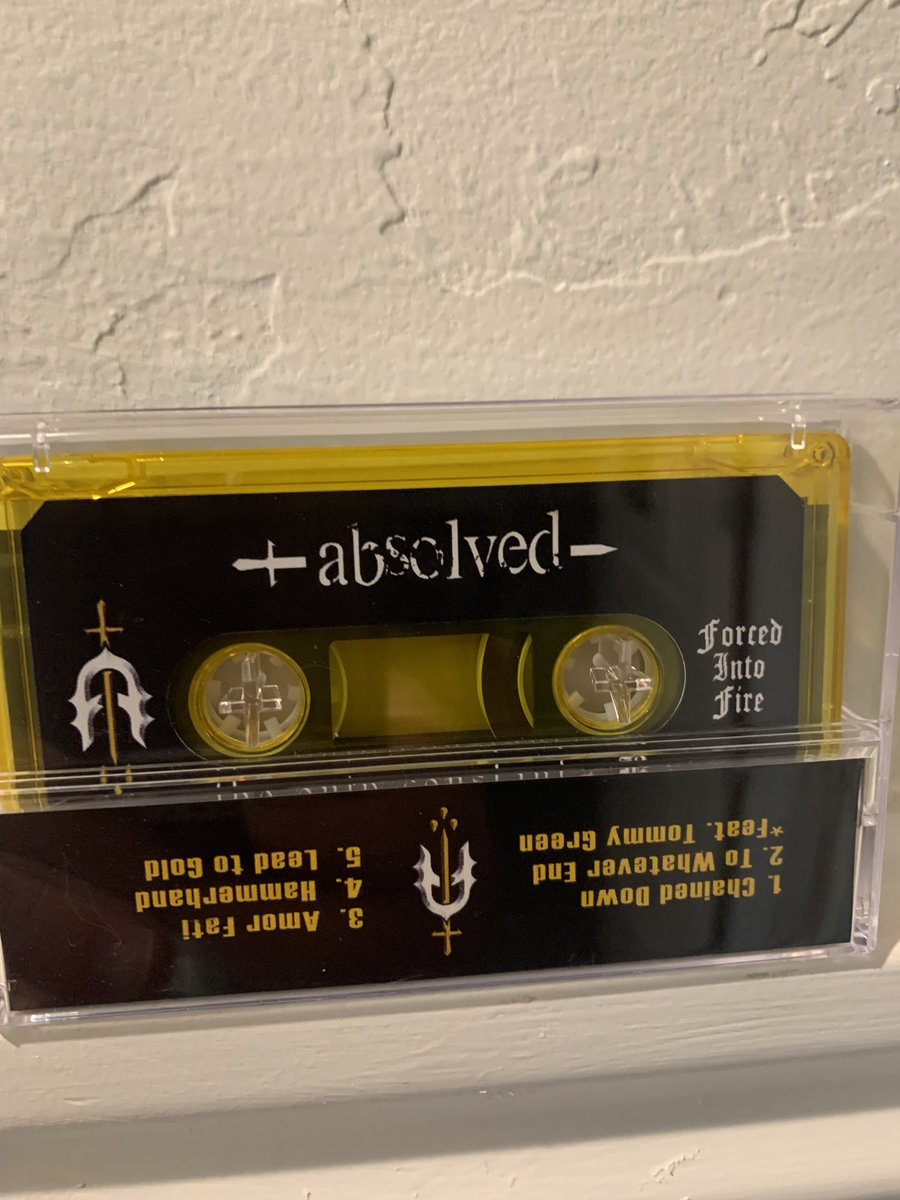 absolved
Forced
Into
Fire
1. Chained Down
2. To Whatever End
*Feat. Tommy Green
3. Amor Fati
4. Hammerhand
5. Lead to Gold